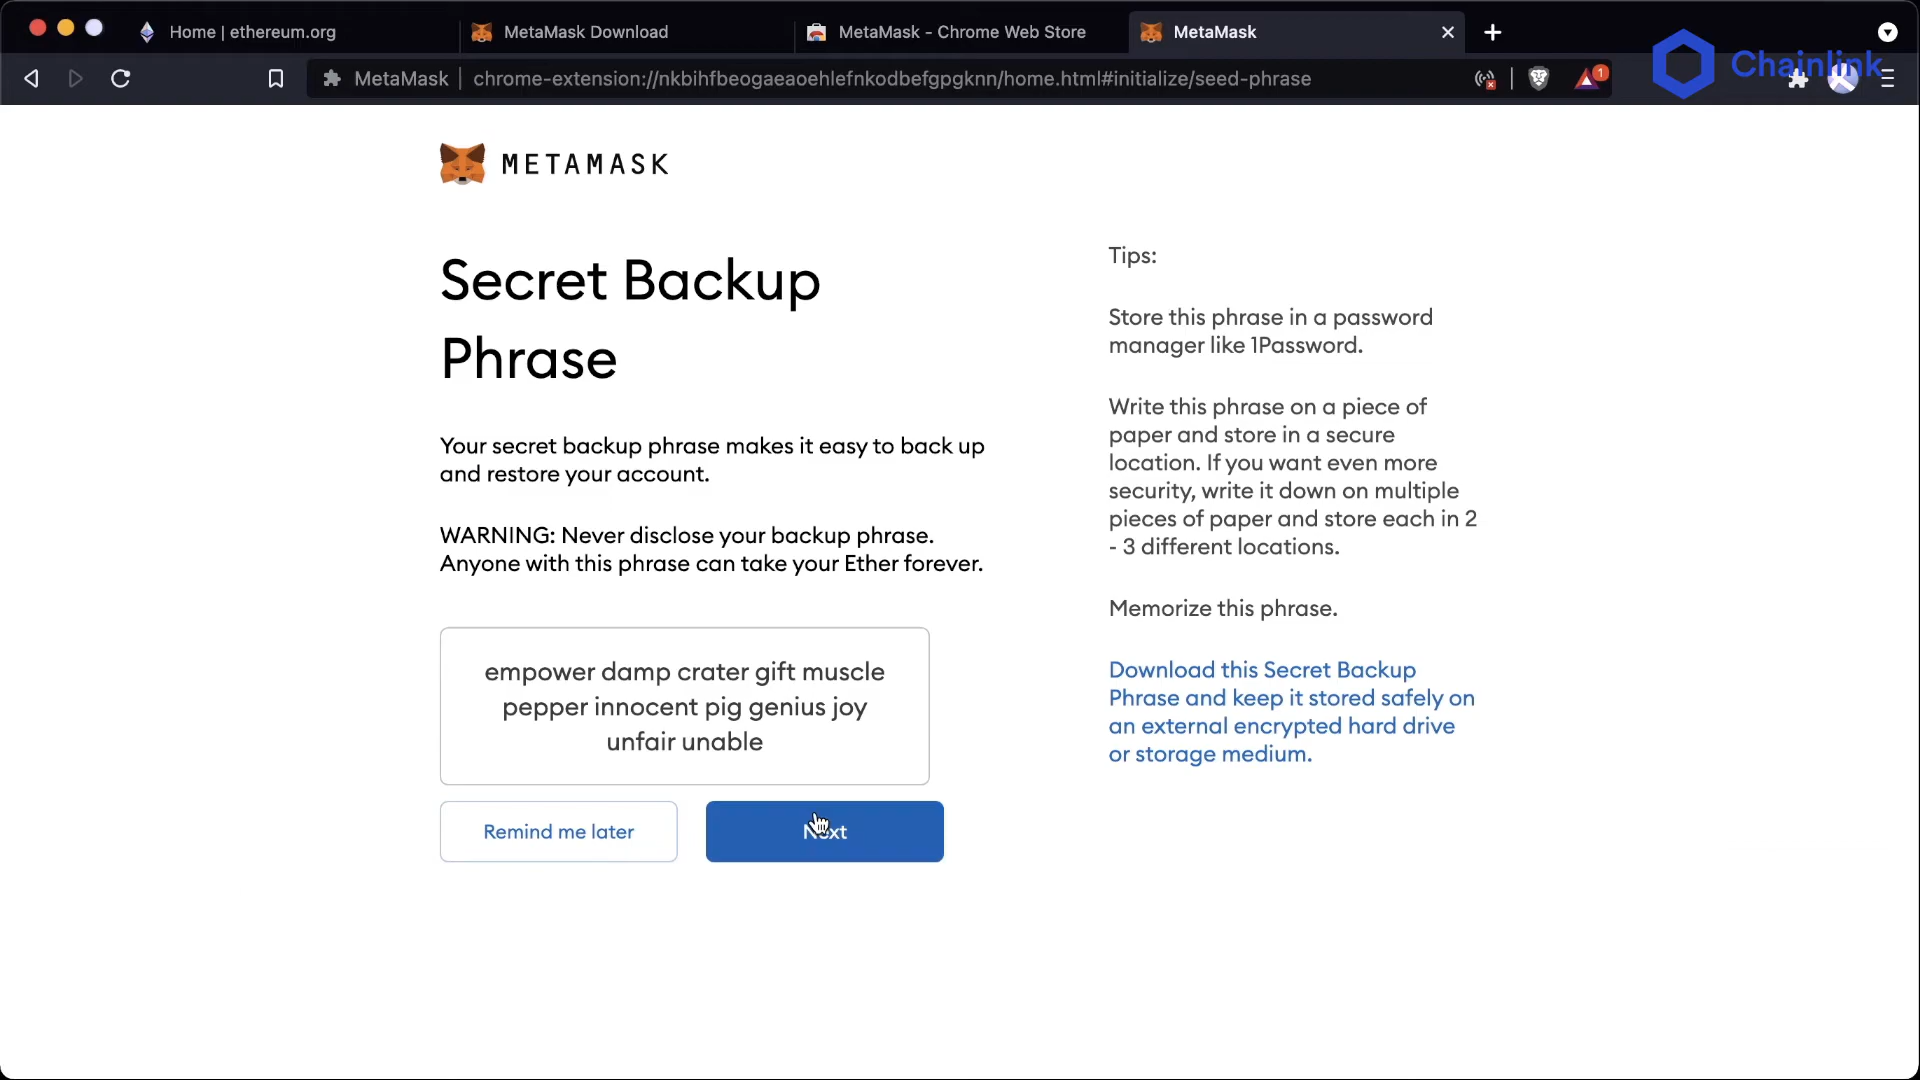 Home | ethereum.org
MetaMask Download
MetaMask - Chrome Web Store
MetaMask
MetaMask | chrome-extension://nkbihfbeogaeaoehlefnkodbefgpgknn/home.html#initialize/seed-phrase
1
Chainlink
METAMASK
Secret Backup
Phrase
Your secret backup phrase makes it easy to back up
and restore your account.
WARNING: Never disclose your backup phrase.
Anyone with this phrase can take your Ether forever.
empower damp crater gift muscle
pepper innocent pig genius joy
unfair unable
Remind me later
Next
Tips:
Store this phrase in a password
manager like 1Password.
Write this phrase on a piece of
paper and store in a secure
location. If you want even more
security, write it down on multiple
pieces of paper and store each in 2
- 3 different locations.
Memorize this phrase.
Download this Secret Backup
Phrase and keep it stored safely on
an external encrypted hard drive
or storage medium.